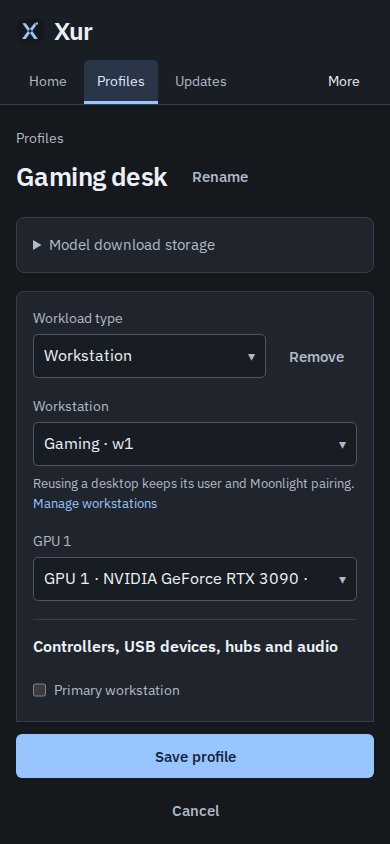 Xur
Home Profiles Updates More
Profiles
Gaming desk Rename
Model download storage
Workload type
Workstation Remove
Workstation
Gaming · w1
Reusing a desktop keeps its user and Moonlight pairing.
Manage workstations
GPU 1
GPU 1 · NVIDIA GeForce RTX 3090 ·
Controllers, USB devices, hubs and audio
Primary workstation
Save profile
Cancel